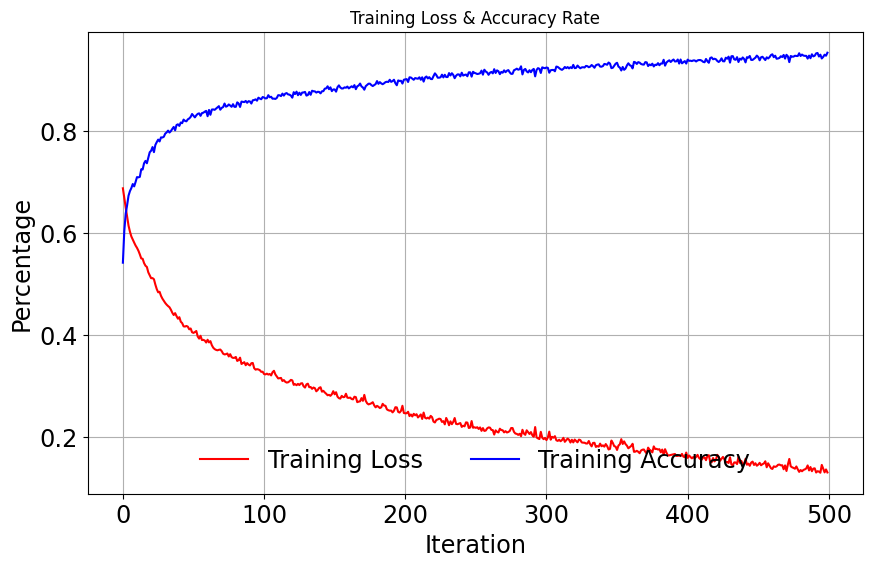 Training Loss & Accuracy Rate
Percentage
0.8
0.6
0.4
0.2
Training Loss Training Accuracy
0 100 200 300 400 500
Iteration